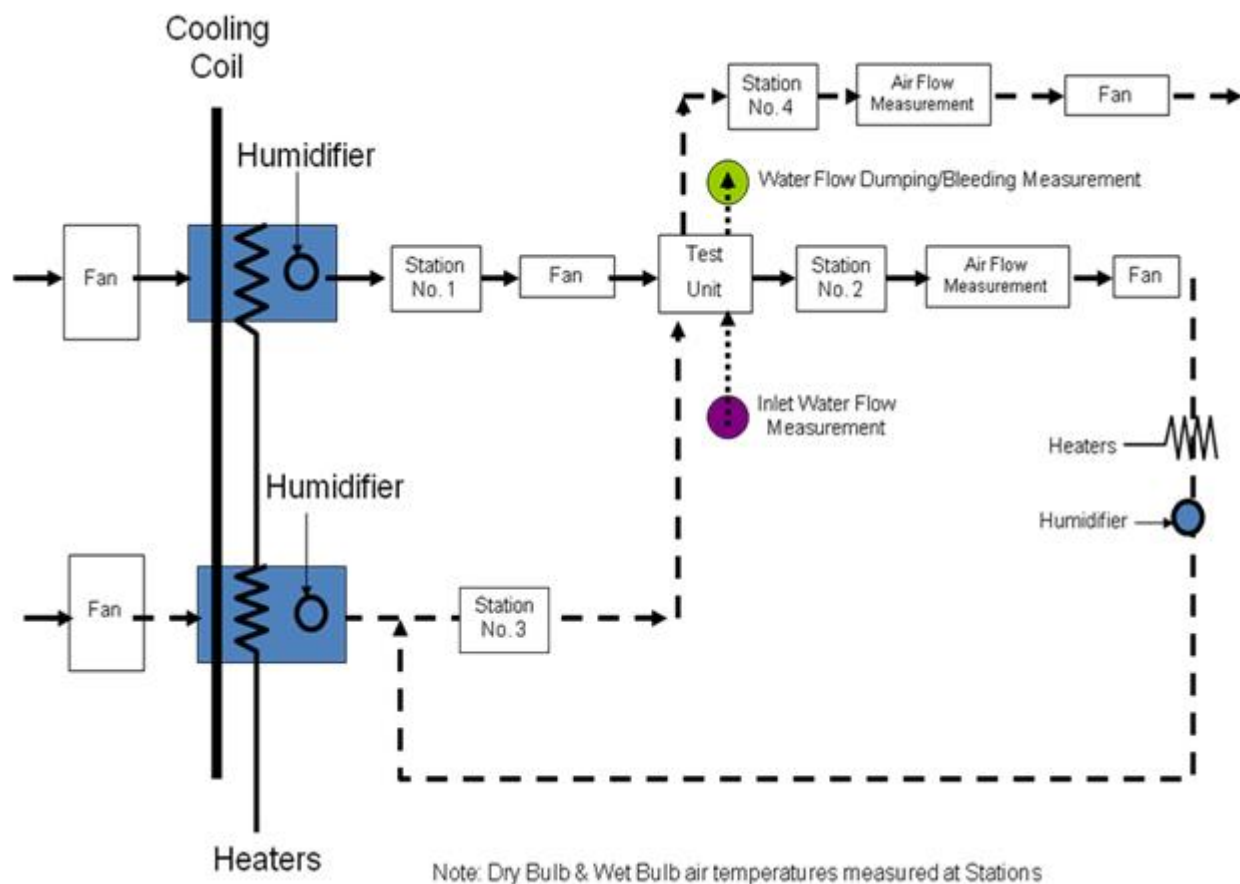 Cooling
Coil
Station
No. 4
Air Flow
Measurement
Fan
Humidifier
Water Flow Dumping/Bleeding Measurement
Fan
Station
No. 1
Fan
Test
Unit
Station
No. 2
Air Flow
Measurement
Fan
Inlet Water Flow
Measurement
Heaters
Humidifier
Humidifier
Fan
Station
No. 3
Heaters
Note: Dry Bulb & Wet Bulb air temperatures measured at Stations